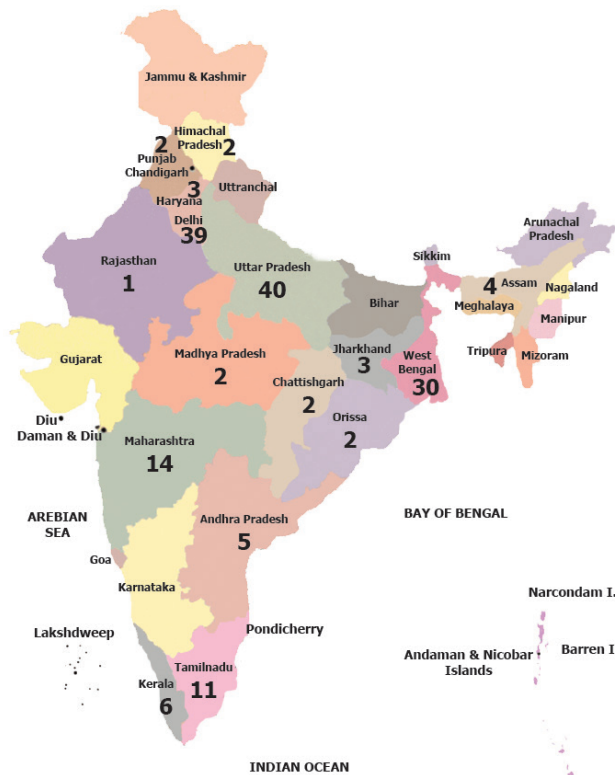 Jammu & Kashmir
Himachal
Pradesh
2
2
Punjab
Chandigarh
3
Uttranchal
Haryana
Delhi
39
Arunachal
Pradesh
Sikkim
Rajasthan
1
Uttar Pradesh
40
4
Assam
Nagaland
Bihar
Meghalaya
Manipur
Gujarat
Madhya Pradesh
2
Jharkhand
3
West
Bengal
30
Tripura
Mizoram
Chattishgarh
2
Diu
Daman & Diu
Orissa
2
Maharashtra
14
AREBIAN
SEA
Andhra Pradesh
5
BAY OF BENGAL
Goa
Karnataka
Narcondam I.
Lakshdweep
Pondicherry
Andaman & Nicobar
Islands
Barren I
Tamilnadu
11
Kerala
6
INDIAN OCEAN